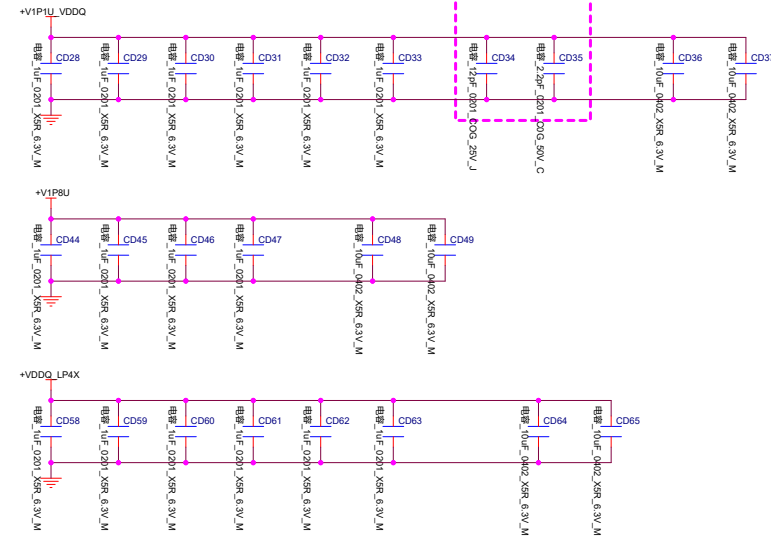 +V1P1U_VDDQ
CD28
CD29
CD30
CD31
CD32
CD33
CD34
CD35
CD36
CD37
电容_1uF_0201_X5R_6.3V_M
电容_1uF_0201_X5R_6.3V_M
电容_1uF_0201_X5R_6.3V_M
电容_1uF_0201_X5R_6.3V_M
电容_1uF_0201_X5R_6.3V_M
电容_1uF_0201_X5R_6.3V_M
电容_12pF_0201_COG_25V_J
电容_2.2pF_0201_C0G_50V_C
电容_10uF_0402_X5R_6.3V_M
电容_10uF_0402_X5R_6.3V_M
+V1P8U
CD44
CD45
CD46
CD47
CD48
CD49
电容_1uF_0201_X5R_6.3V_M
电容_1uF_0201_X5R_6.3V_M
电容_1uF_0201_X5R_6.3V_M
电容_1uF_0201_X5R_6.3V_M
电容_10uF_0402_X5R_6.3V_M
电容_10uF_0402_X5R_6.3V_M
+VDDQ_LP4X
CD58
CD59
CD60
CD61
CD62
CD63
CD64
CD65
电容_1uF_0201_X5R_6.3V_M
电容_1uF_0201_X5R_6.3V_M
电容_1uF_0201_X5R_6.3V_M
电容_1uF_0201_X5R_6.3V_M
电容_1uF_0201_X5R_6.3V_M
电容_1uF_0201_X5R_6.3V_M
电容_10uF_0402_X5R_6.3V_M
电容_10uF_0402_X5R_6.3V_M